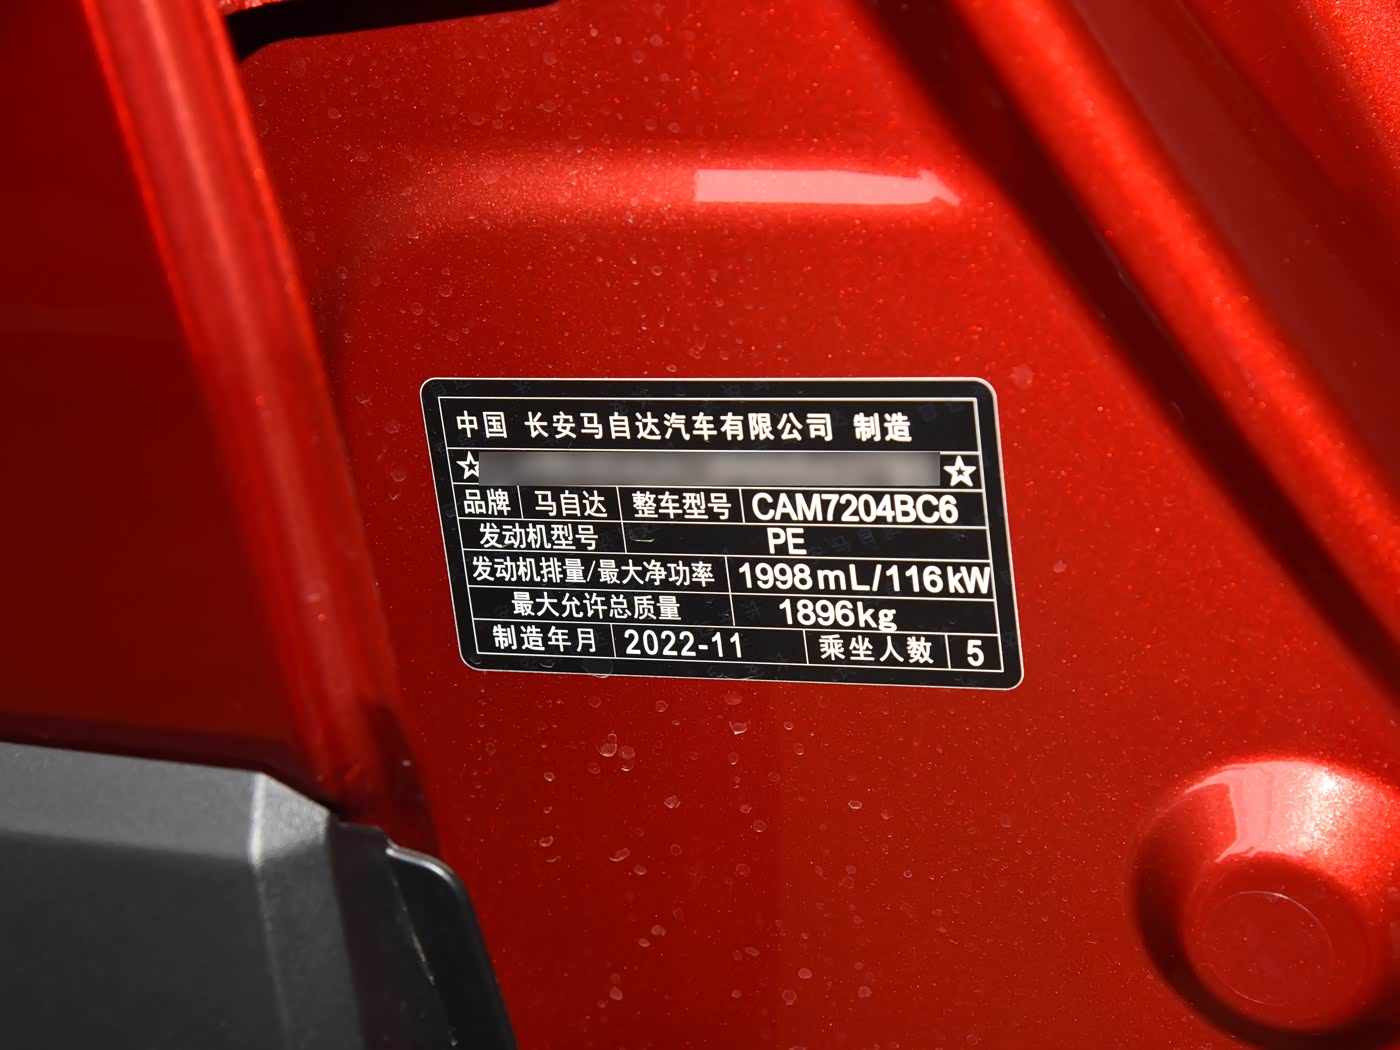 中国 长安马自达汽车有限公司 制造
品牌 马自达 整车型号 CAM7204BC6
发动机型号 PE
发动机排量/最大净功率 1998mL/116kW
最大允许总质量 1896kg
制造年月 2022-11 乘坐人数 5